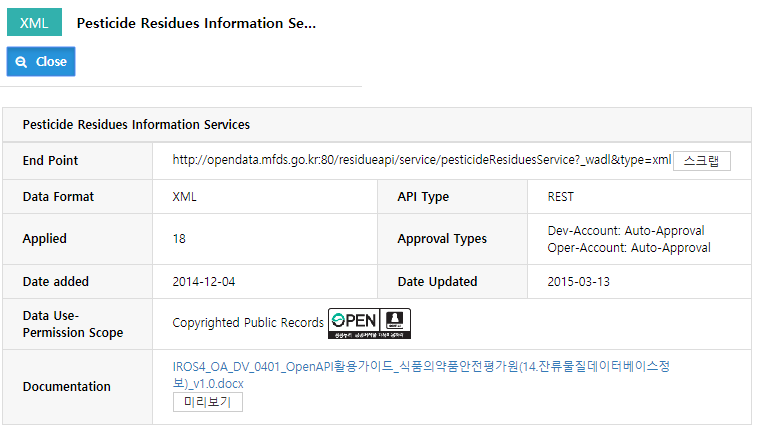 XML Pesticide Residues Information Se...
Close
Pesticide Residues Information Services
End Point http://opendata.mfds.go.kr:80/residueapi/service/pesticideResiduesService?_wadl&type=xml 스크랩
Data Format XML API Type REST
Applied 18 Approval Types Dev-Account: Auto-Approval
Oper-Account: Auto-Approval
Date added 2014-12-04 Date Updated 2015-03-13
Data Use-
Permission Scope Copyrighted Public Records OPEN
Documentation IROS4_OA_DV_0401_OpenAPI활용가이드_식품의약품안전평가원(14.잔류물질데이터베이스정
보)_v1.0.docx
미리보기